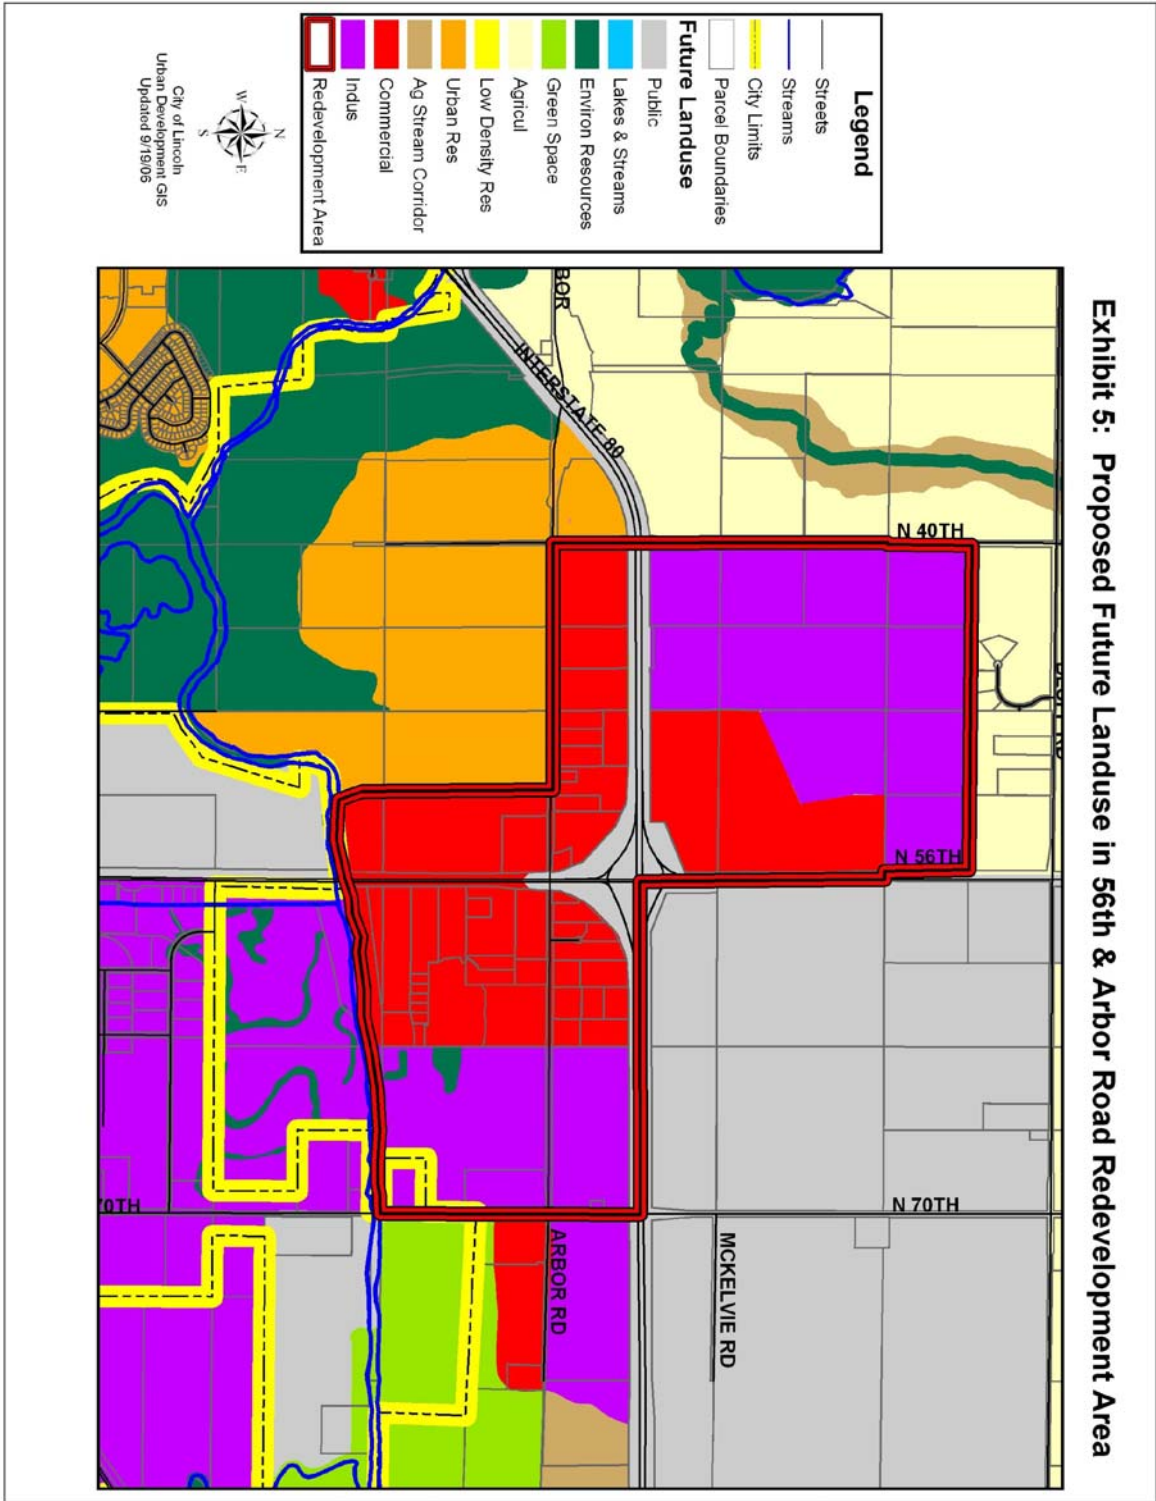 Exhibit 5: Proposed Future Landuse in 56th & Arbor Road Redevelopment Area
Legend
Streets
Streams
City Limits
Parcel Boundaries
Future Landuse
Public
Lakes & Streams
Environ Resources
Green Space
Agricul
Low Density Res
Urban Res
Ag Stream Corridor
Commercial
Indus
Redevelopment Area
N
W
E
S
City of Lincoln
Urban Development GIS
Updated 9/19/06
BOR
INTERSTATE 80
N 40TH
N 56TH
N 70TH
70TH
ARBOR RD
MCKELVIE RD